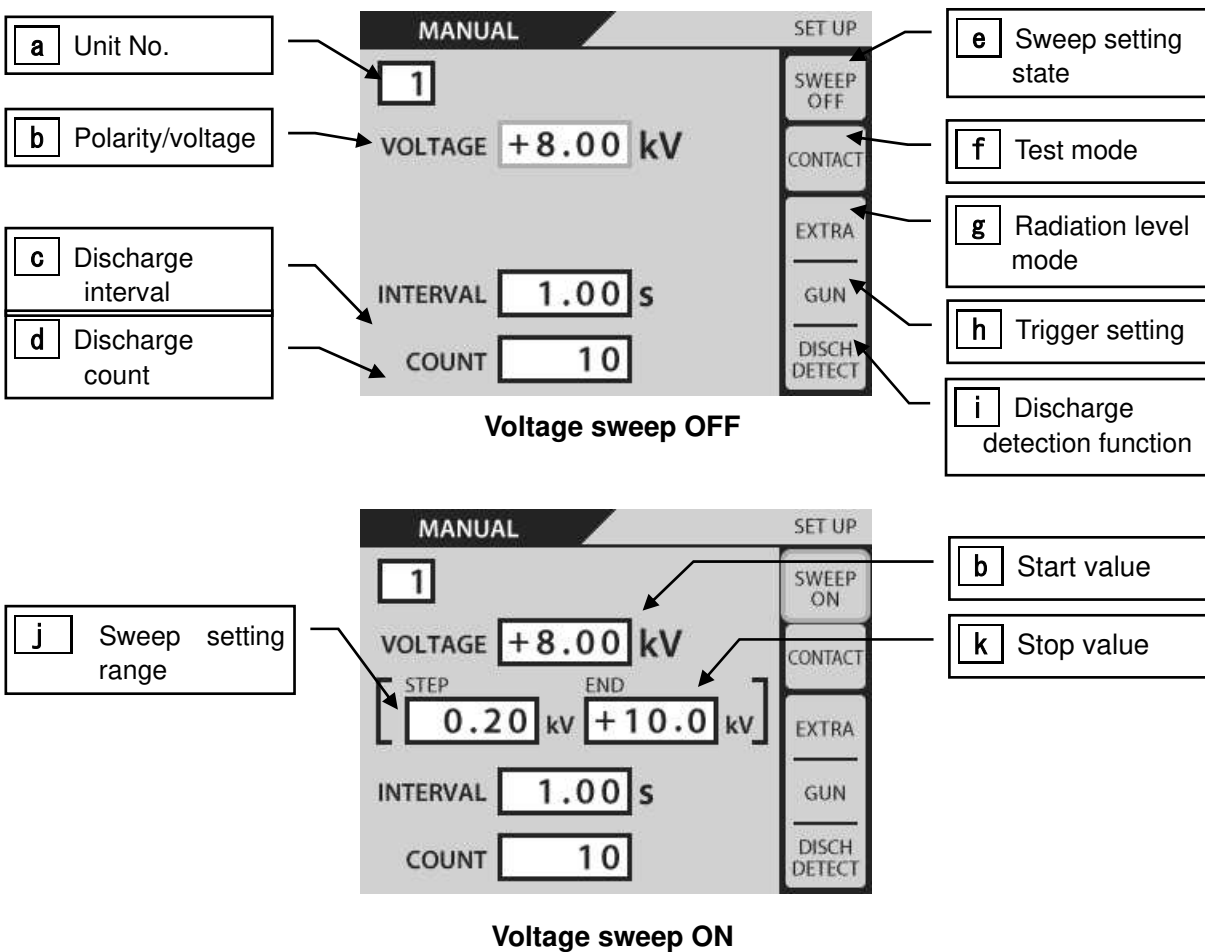 a Unit No.
b Polarity/voltage
c Discharge
interval
d Discharge
count
MANUAL
SET UP
1
VOLTAGE +8.00 kV
INTERVAL 1.00 s
COUNT 10
SWEEP
OFF
CONTACT
EXTRA
GUN
DISCH
DETECT
e Sweep setting
state
f Test mode
g Radiation level
mode
h Trigger setting
i Discharge
detection function
Voltage sweep OFF
j Sweep setting
range
MANUAL
SET UP
1
VOLTAGE +8.00 kV
STEP END
0.20 kV +10.0 kV
INTERVAL 1.00 s
COUNT 10
SWEEP
ON
CONTACT
EXTRA
GUN
DISCH
DETECT
b Start value
k Stop value
Voltage sweep ON